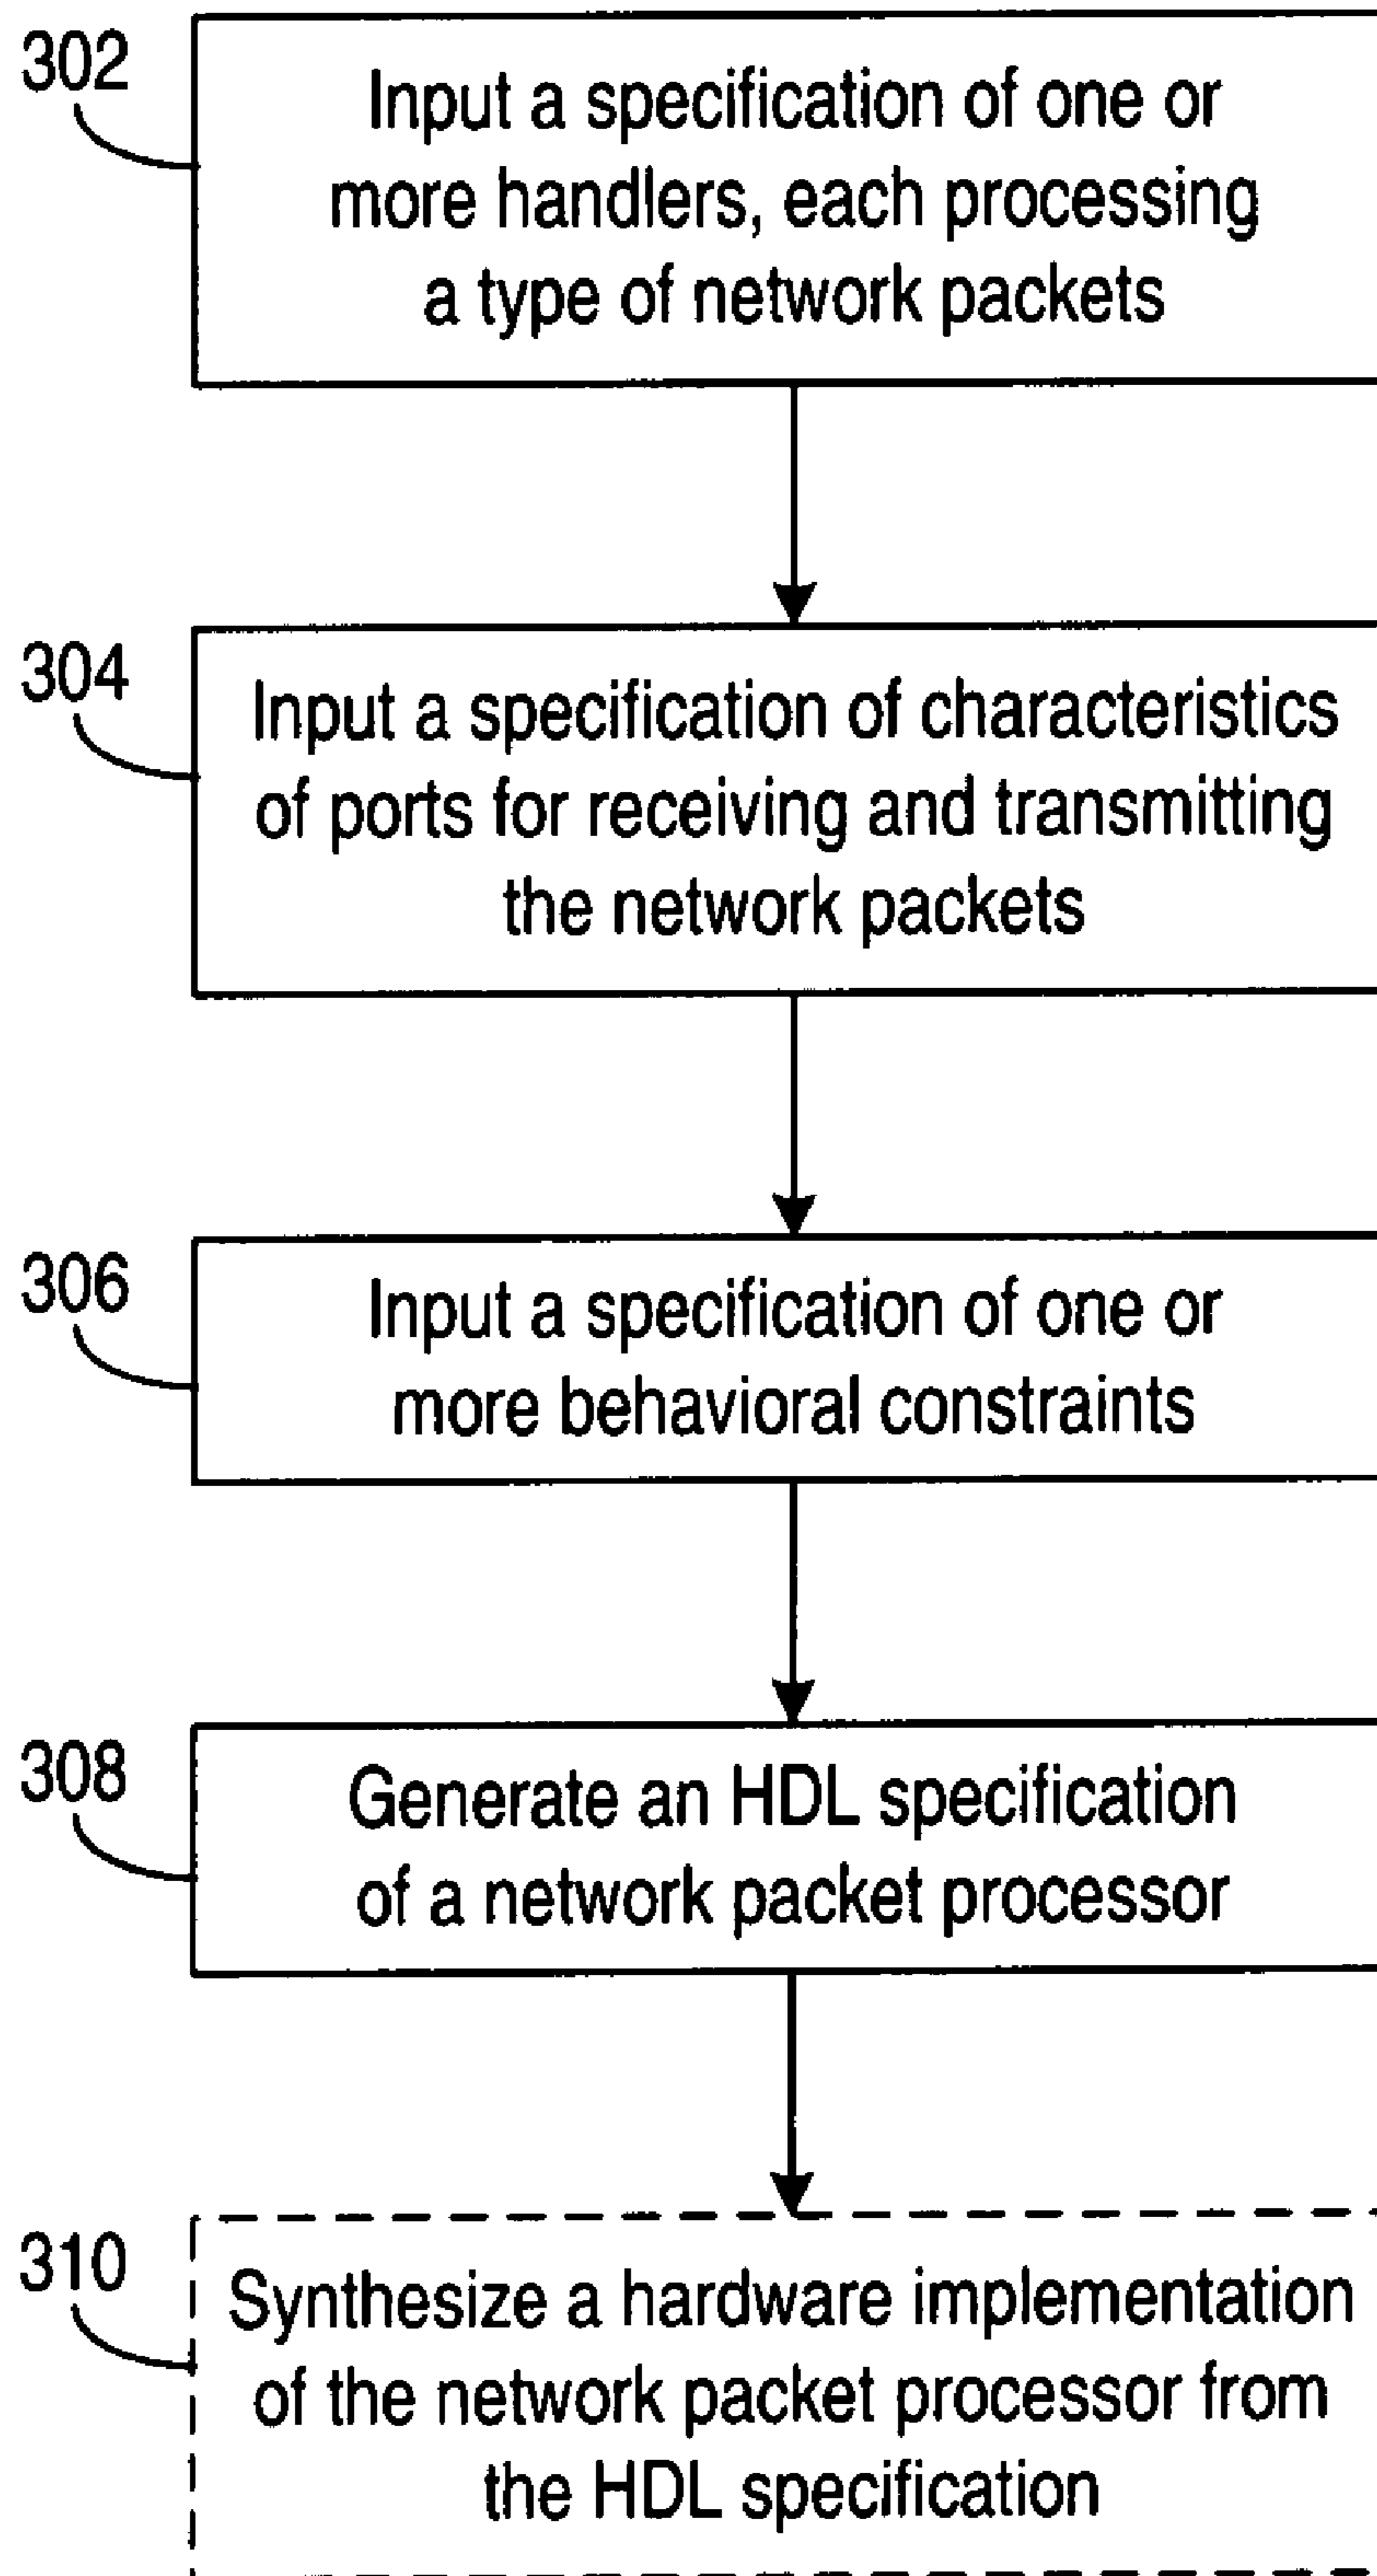 302
Input a specification of one or
more handlers, each processing
a type of network packets
304
Input a specification of characteristics
of ports for receiving and transmitting
the network packets
306
Input a specification of one or
more behavioral constraints
308
Generate an HDL specification
of a network packet processor
310
Synthesize a hardware implementation
of the network packet processor from
the HDL specification